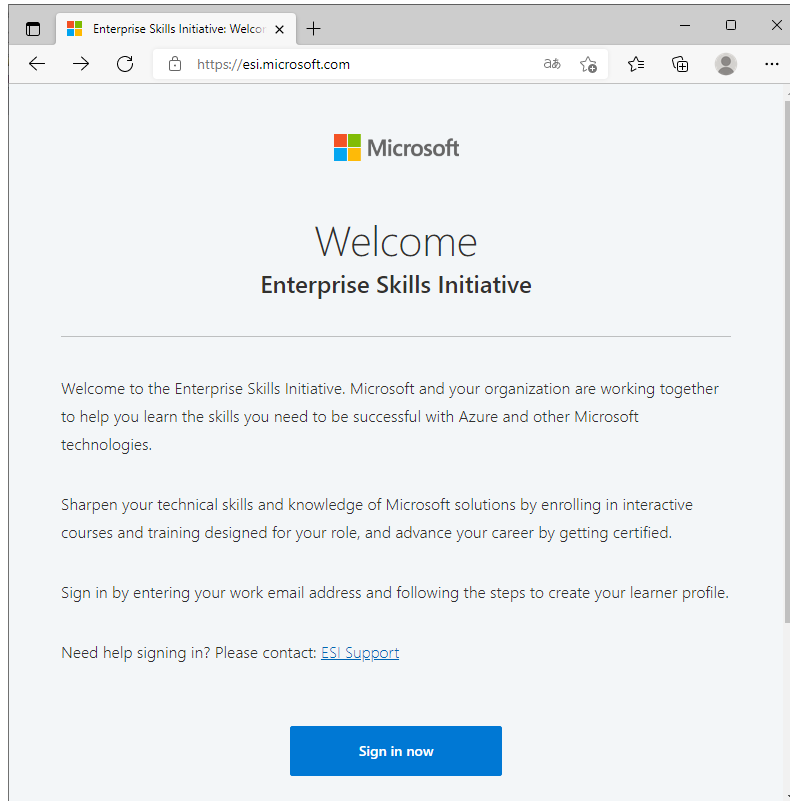 Enterprise Skills Initiative: Welcor
https://esi.microsoft.com
aあ
Microsoft
Welcome
Enterprise Skills Initiative
Welcome to the Enterprise Skills Initiative. Microsoft and your organization are working together
to help you learn the skills you need to be successful with Azure and other Microsoft
technologies.
Sharpen your technical skills and knowledge of Microsoft solutions by enrolling in interactive
courses and training designed for your role, and advance your career by getting certified.
Sign in by entering your work email address and following the steps to create your learner profile.
Need help signing in? Please contact: ESI Support
Sign in now